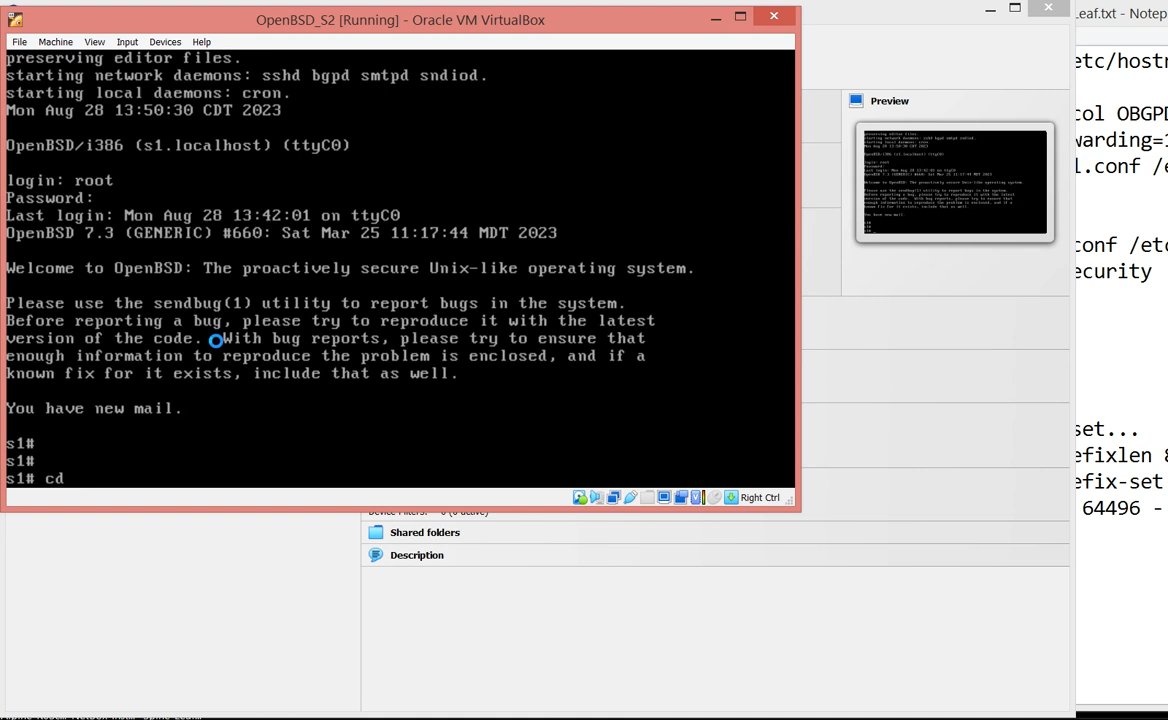 OpenBSD_S2 [Running] - Oracle VM VirtualBox
File Machine View Input Devices Help
preserving editor files.
starting network daemons: sshd bgpd smtpd sndiod.
starting local daemons: cron.
Mon Aug 28 13:50:30 CDT 2023
OpenBSD/i386 (s1.localhost) (ttyC0)
login: root
Password:
Last login: Mon Aug 28 13:42:01 on ttyC0
OpenBSD 7.3 (GENERIC) #660: Sat Mar 25 11:17:44 MDT 2023
Welcome to OpenBSD: The proactively secure Unix-like operating system.
Please use the sendbug(1) utility to report bugs in the system.
Before reporting a bug, please try to reproduce it with the latest
version of the code. With bug reports, please try to ensure that
enough information to reproduce the problem is enclosed, and if a
known fix for it exists, include that as well.
You have new mail.
s1#
s1#
s1# cd
Right Ctrl
Preview
Shared folders
Description
Leaf.txt - Notep
etc/hostn
col OBGPD
warding=1
l.conf /e
conf /etc
ecurity
set...
efixlen 8
efix-set
64496 -